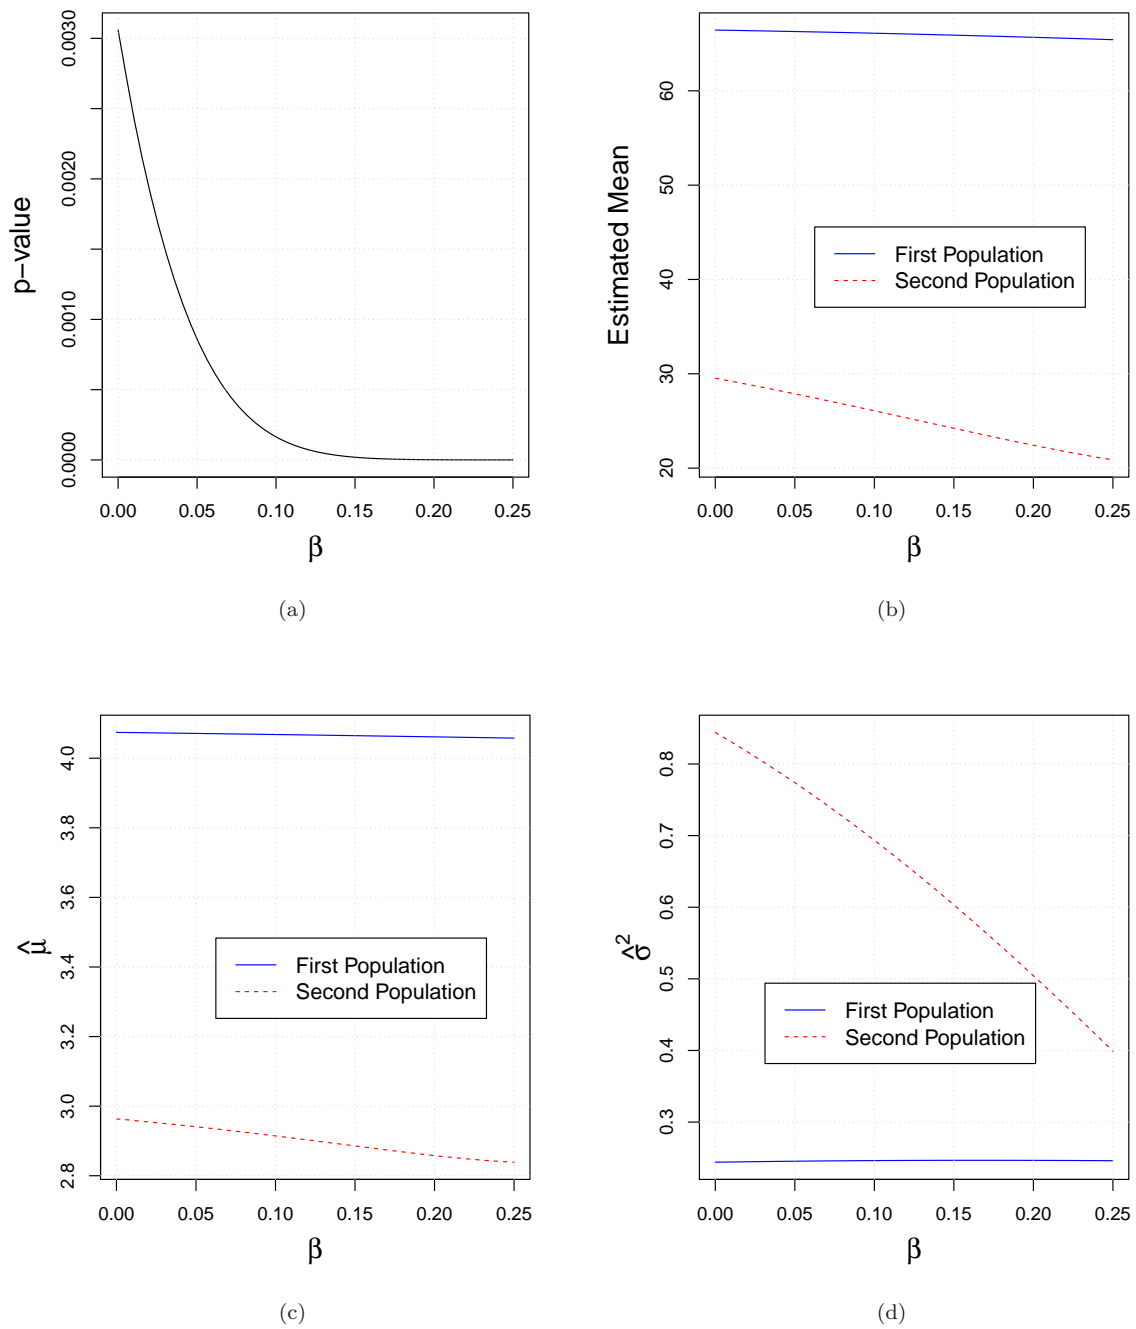 p−value
0.0000
0.0010
0.0020
0.0030
0.00 0.05 0.10 0.15 0.20 0.25
β
(a)
Estimated Mean
20
30
40
50
60
First Population
Second Population
0.00 0.05 0.10 0.15 0.20 0.25
β
(b)
μ̂
2.8
3.0
3.2
3.4
3.6
3.8
4.0
First Population
Second Population
0.00 0.05 0.10 0.15 0.20 0.25
β
(c)
σ̂²
0.3
0.4
0.5
0.6
0.7
0.8
First Population
Second Population
0.00 0.05 0.10 0.15 0.20 0.25
β
(d)